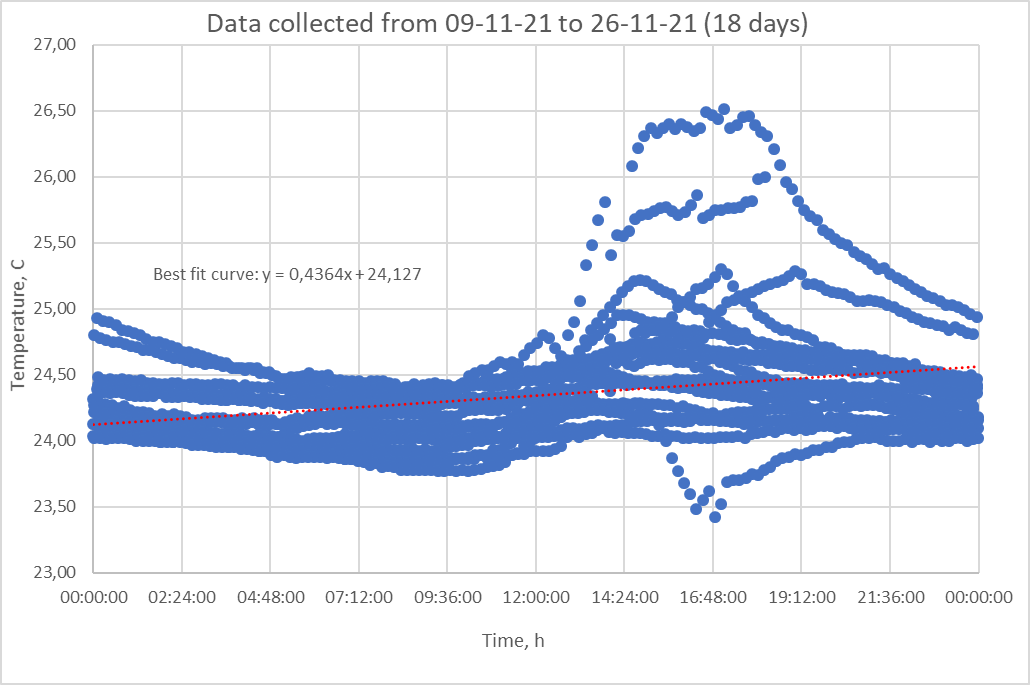 Data collected from 09-11-21 to 26-11-21 (18 days)
27,00
26,50
26,00
25,50
Best fit curve: y = 0,4364x + 24,127
25,00
24,50
24,00
23,50
23,00
Temperature, C
00:00:00 02:24:00 04:48:00 07:12:00 09:36:00 12:00:00 14:24:00 16:48:00 19:12:00 21:36:00 00:00:00
Time, h